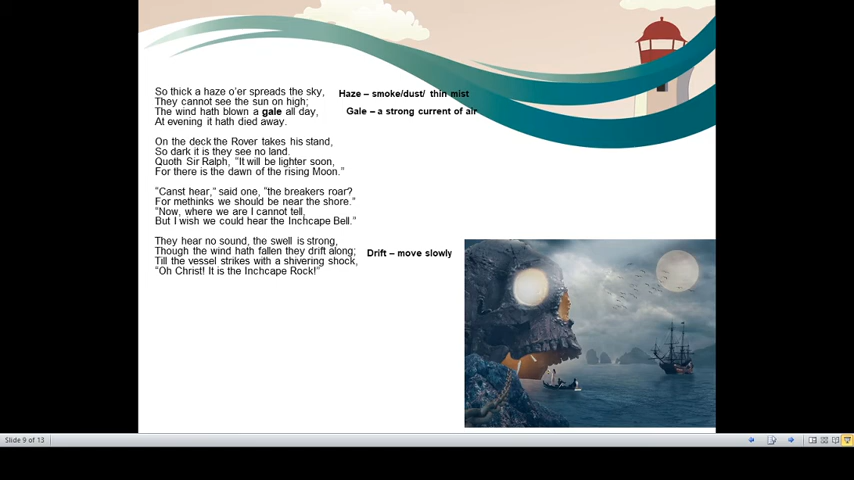 So thick a haze o'er spreads the sky,
Haze – smoke/dust/ thin mist
They cannot see the sun on high;
The wind hath blown a gale all day,
Gale – a strong current of air
At evening it hath died away.
On the deck the Rover takes his stand,
So dark it is they see no land.
Quoth Sir Ralph, "It will be lighter soon,
For there is the dawn of the rising Moon."
"Canst hear," said one, "the breakers roar?
For methinks we should be near the shore."
"Now, where we are I cannot tell,
But I wish we could hear the Inchcape Bell."
They hear no sound, the swell is strong,
Though the wind hath fallen they drift along;
Drift – move slowly
Till the vessel strikes with a shivering shock,
"Oh Christ! It is the Inchcape Rock!"
Slide 9 of 13